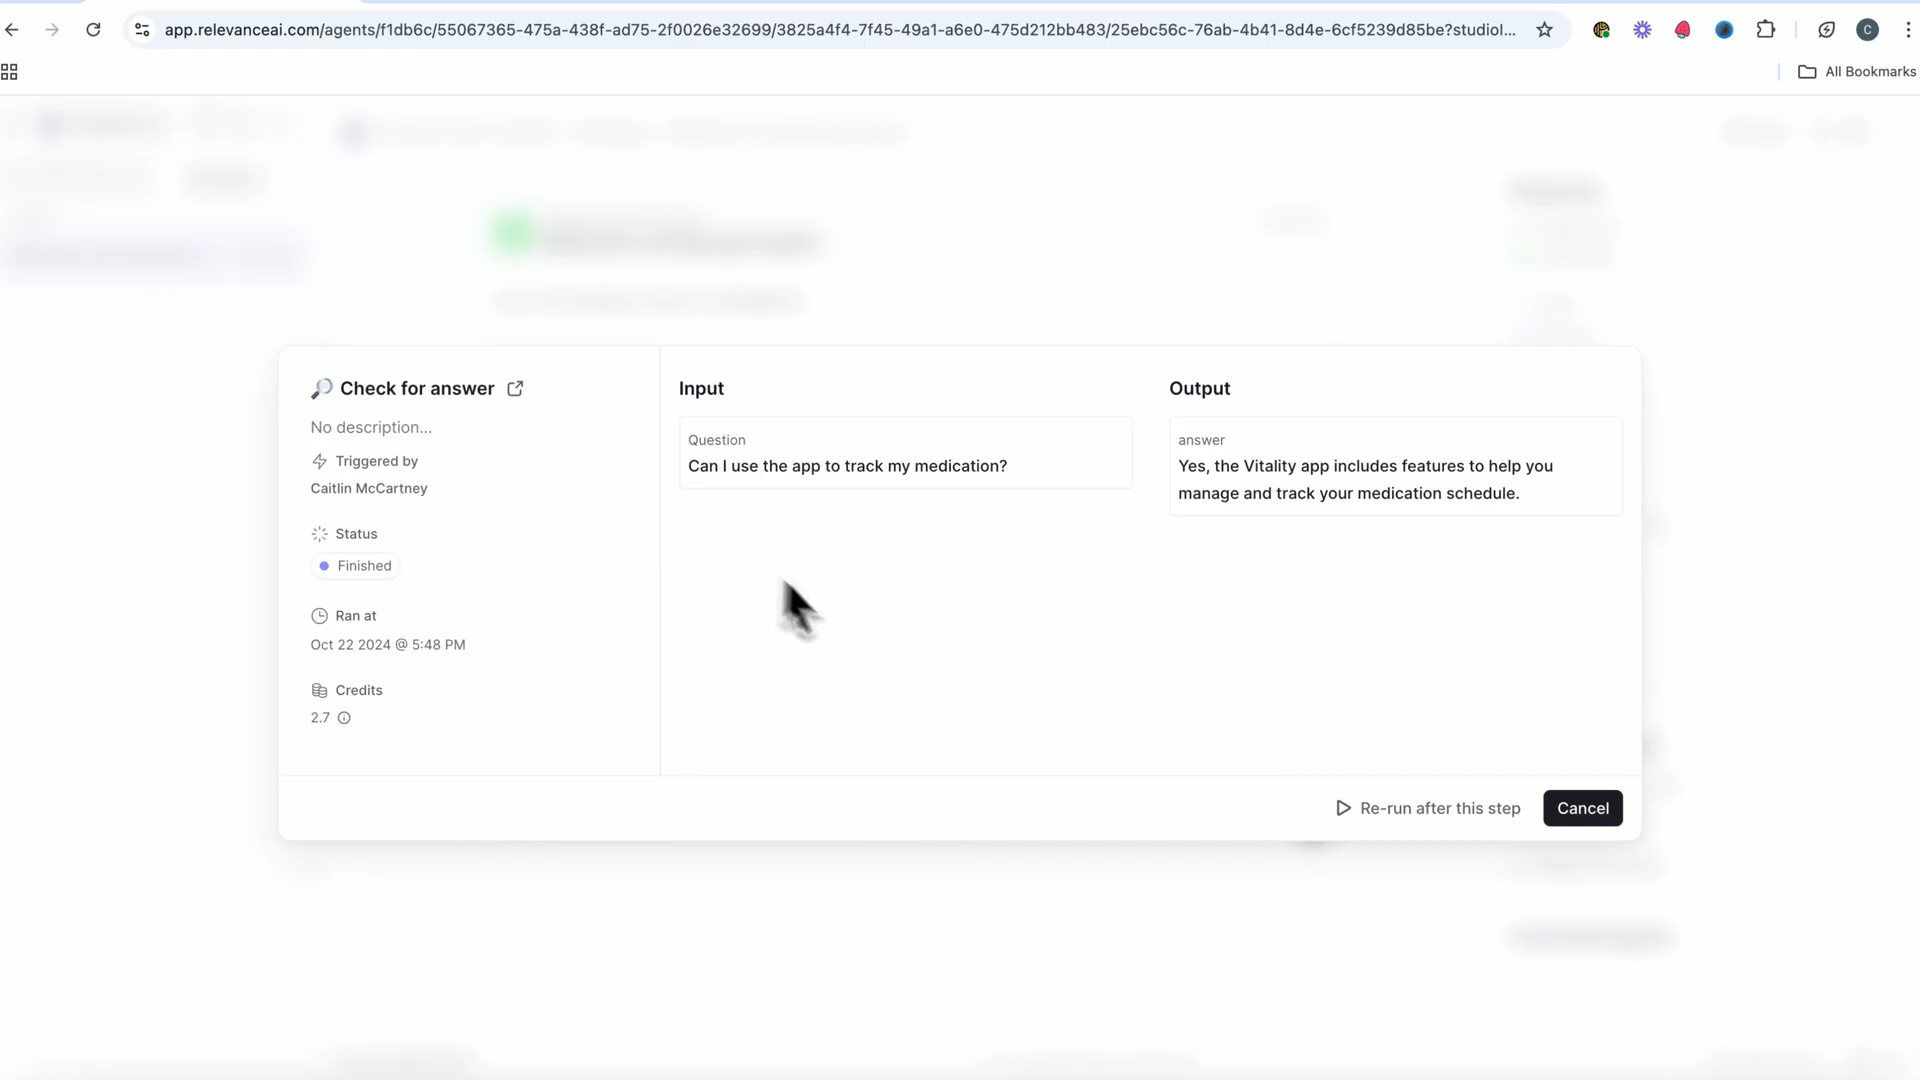 app.relevanceai.com/agents/f1db6c/55067365-475a-438f-ad75-2f0026e32699/3825a4f4-7f45-49a1-a6e0-475d212bb483/25ebc56c-76ab-4b41-8d4e-6cf5239d85be?studiol...
C
All Bookmarks
Check for answer
No description...
Triggered by
Caitlin McCartney
Status
Finished
Ran at
Oct 22 2024 @ 5:48 PM
Credits
2.7
Input
Question
Can I use the app to track my medication?
Output
answer
Yes, the Vitality app includes features to help you
manage and track your medication schedule.
Re-run after this step
Cancel